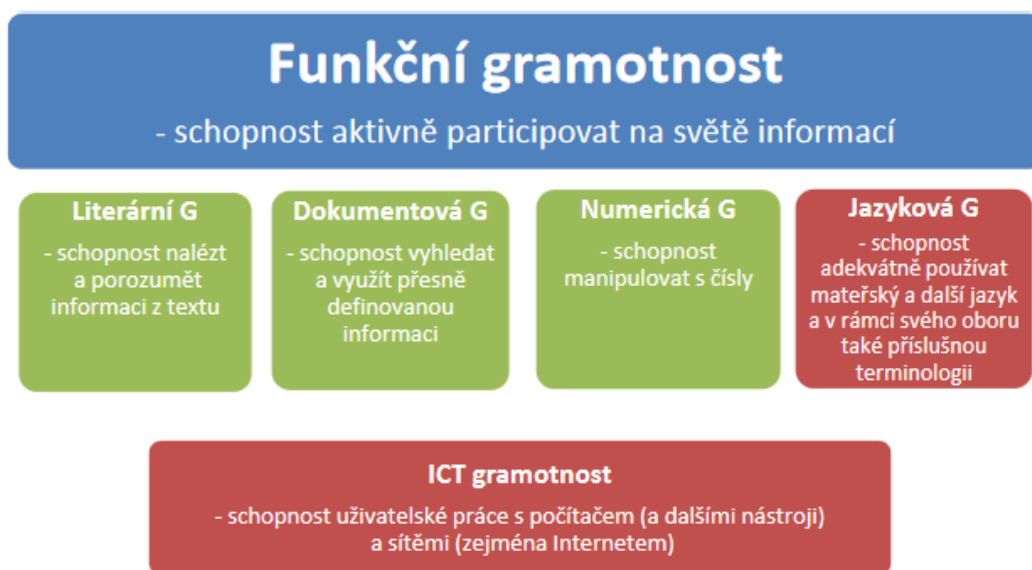 Funkční gramotnost
- schopnost aktivně participovat na světě informací
Literární G
- schopnost nalézt
a porozumět
informaci z textu
Dokumentová G
- schopnost vyhledat
a využít přesně
definovanou
informaci
Numerická G
- schopnost
manipulovat s čísly
Jazyková G
- schopnost
adekvátně používat
mateřský a další jazyk
a v rámci svého oboru
také příslušnou
terminologii
ICT gramotnost
- schopnost uživatelské práce s počítačem (a dalšími nástroji)
a sítěmi (zejména Internetem)